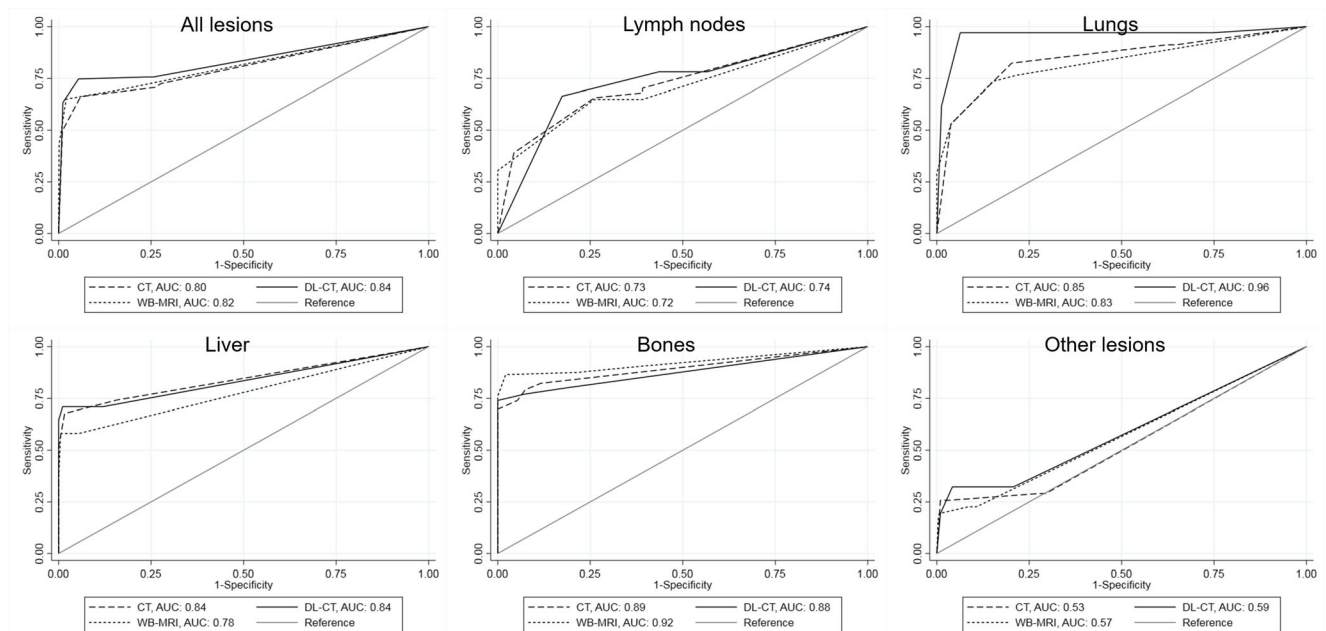 All lesions
Sensitivity
0.00 0.25 0.50 0.75 1.00
0.00 0.25 0.50 0.75 1.00
1-Specificity
CT, AUC: 0.80 DL-CT, AUC: 0.84
WB-MRI, AUC: 0.82 Reference
Lymph nodes
Sensitivity
0.00 0.25 0.50 0.75 1.00
0.00 0.25 0.50 0.75 1.00
1-Specificity
CT, AUC: 0.73 DL-CT, AUC: 0.74
WB-MRI, AUC: 0.72 Reference
Lungs
Sensitivity
0.00 0.25 0.50 0.75 1.00
0.00 0.25 0.50 0.75 1.00
1-Specificity
CT, AUC: 0.85 DL-CT, AUC: 0.96
WB-MRI, AUC: 0.83 Reference
Liver
Sensitivity
0.00 0.25 0.50 0.75 1.00
0.00 0.25 0.50 0.75 1.00
1-Specificity
CT, AUC: 0.84 DL-CT, AUC: 0.84
WB-MRI, AUC: 0.78 Reference
Bones
Sensitivity
0.00 0.25 0.50 0.75 1.00
0.00 0.25 0.50 0.75 1.00
1-Specificity
CT, AUC: 0.89 DL-CT, AUC: 0.88
WB-MRI, AUC: 0.92 Reference
Other lesions
Sensitivity
0.00 0.25 0.50 0.75 1.00
0.00 0.25 0.50 0.75 1.00
1-Specificity
CT, AUC: 0.53 DL-CT, AUC: 0.59
WB-MRI, AUC: 0.57 Reference